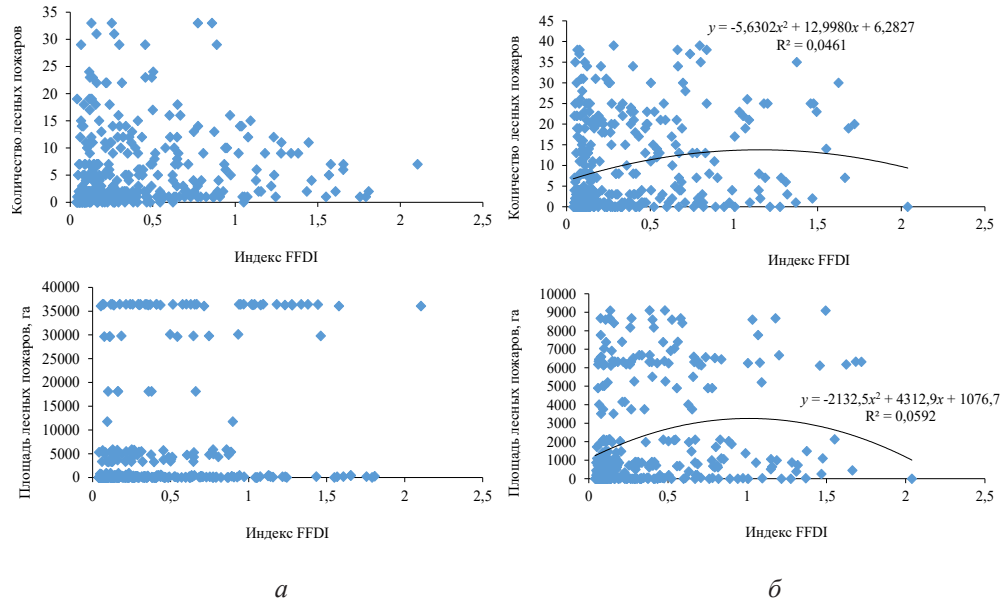 Количество лесных пожаров
35
30
25
20
15
10
5
0
0 0,5 1 1,5 2 2,5
Индекс FFDI
Количество лесных пожаров
45
40
35
30
25
20
15
10
5
0
0 0,5 1 1,5 2 2,5
Индекс FFDI
y = -5,6302x² + 12,9980x + 6,2827
R² = 0,0461
Площадь лесных пожаров, га
40000
35000
30000
25000
20000
15000
10000
5000
0
0 0,5 1 1,5 2 2,5
Индекс FFDI
Площадь лесных пожаров, га
10000
9000
8000
7000
6000
5000
4000
3000
2000
1000
0
0 0,5 1 1,5 2 2,5
Индекс FFDI
y = -2132,5x² + 4312,9x + 1076,7
R² = 0,0592
а
б